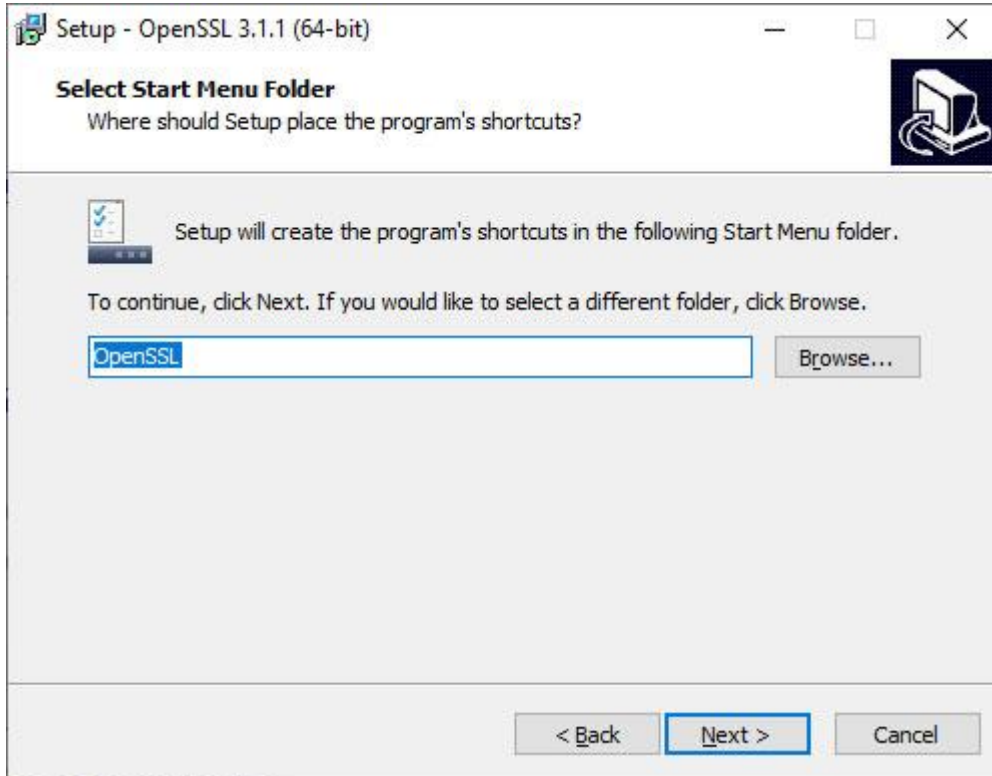 Setup - OpenSSL 3.1.1 (64-bit)
Select Start Menu Folder
Where should Setup place the program's shortcuts?
Setup will create the program's shortcuts in the following Start Menu folder.
To continue, click Next. If you would like to select a different folder, click Browse.
OpenSSL
Browse...
< Back
Next >
Cancel